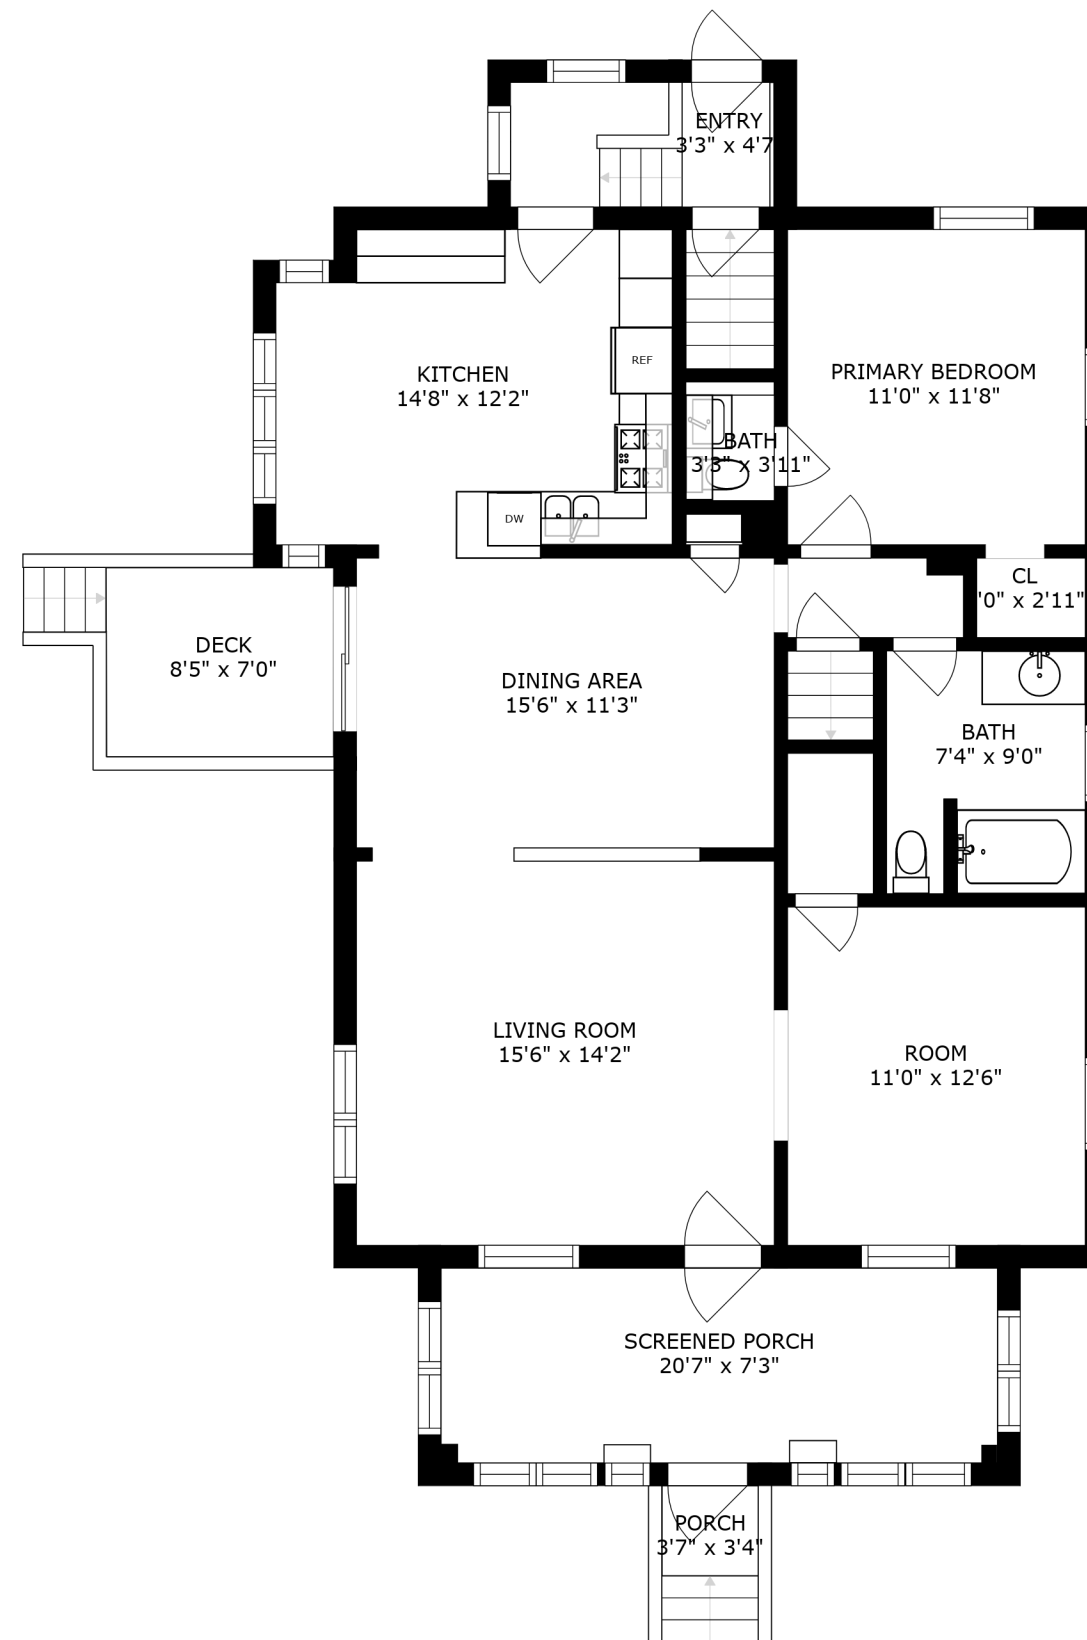 ENTRY
3'3" x 4'7
KITCHEN
14'8" x 12'2"
REF
PRIMARY BEDROOM
11'0" x 11'8"
BATH
3'3" x 3'11"
DW
CL
'0" x 2'11"
DECK
8'5" x 7'0"
DINING AREA
15'6" x 11'3"
BATH
7'4" x 9'0"
LIVING ROOM
15'6" x 14'2"
ROOM
11'0" x 12'6"
SCREENED PORCH
20'7" x 7'3"
PORCH
3'7" x 3'4"